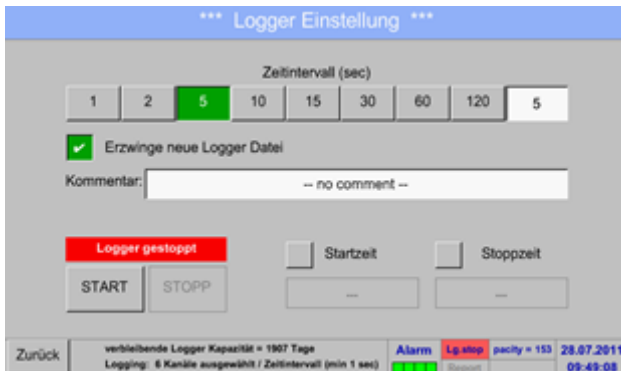 *** Logger Einstellung ***
Zeitintervall (sec)
1 2 5 10 15 30 60 120 5
Erzwinge neue Logger Datei
Kommentar: -- no comment --
Logger gestoppt
Startzeit Stoppzeit
START STOPP --- ---
Zurück
verbleibende Logger Kapazität = 1907 Tage
Logging: 6 Kanäle ausgewählt / Zeitintervall (min 1 sec)
Alarm Lg.stop pacity = 153 28.07.2011
Report 09:49:08